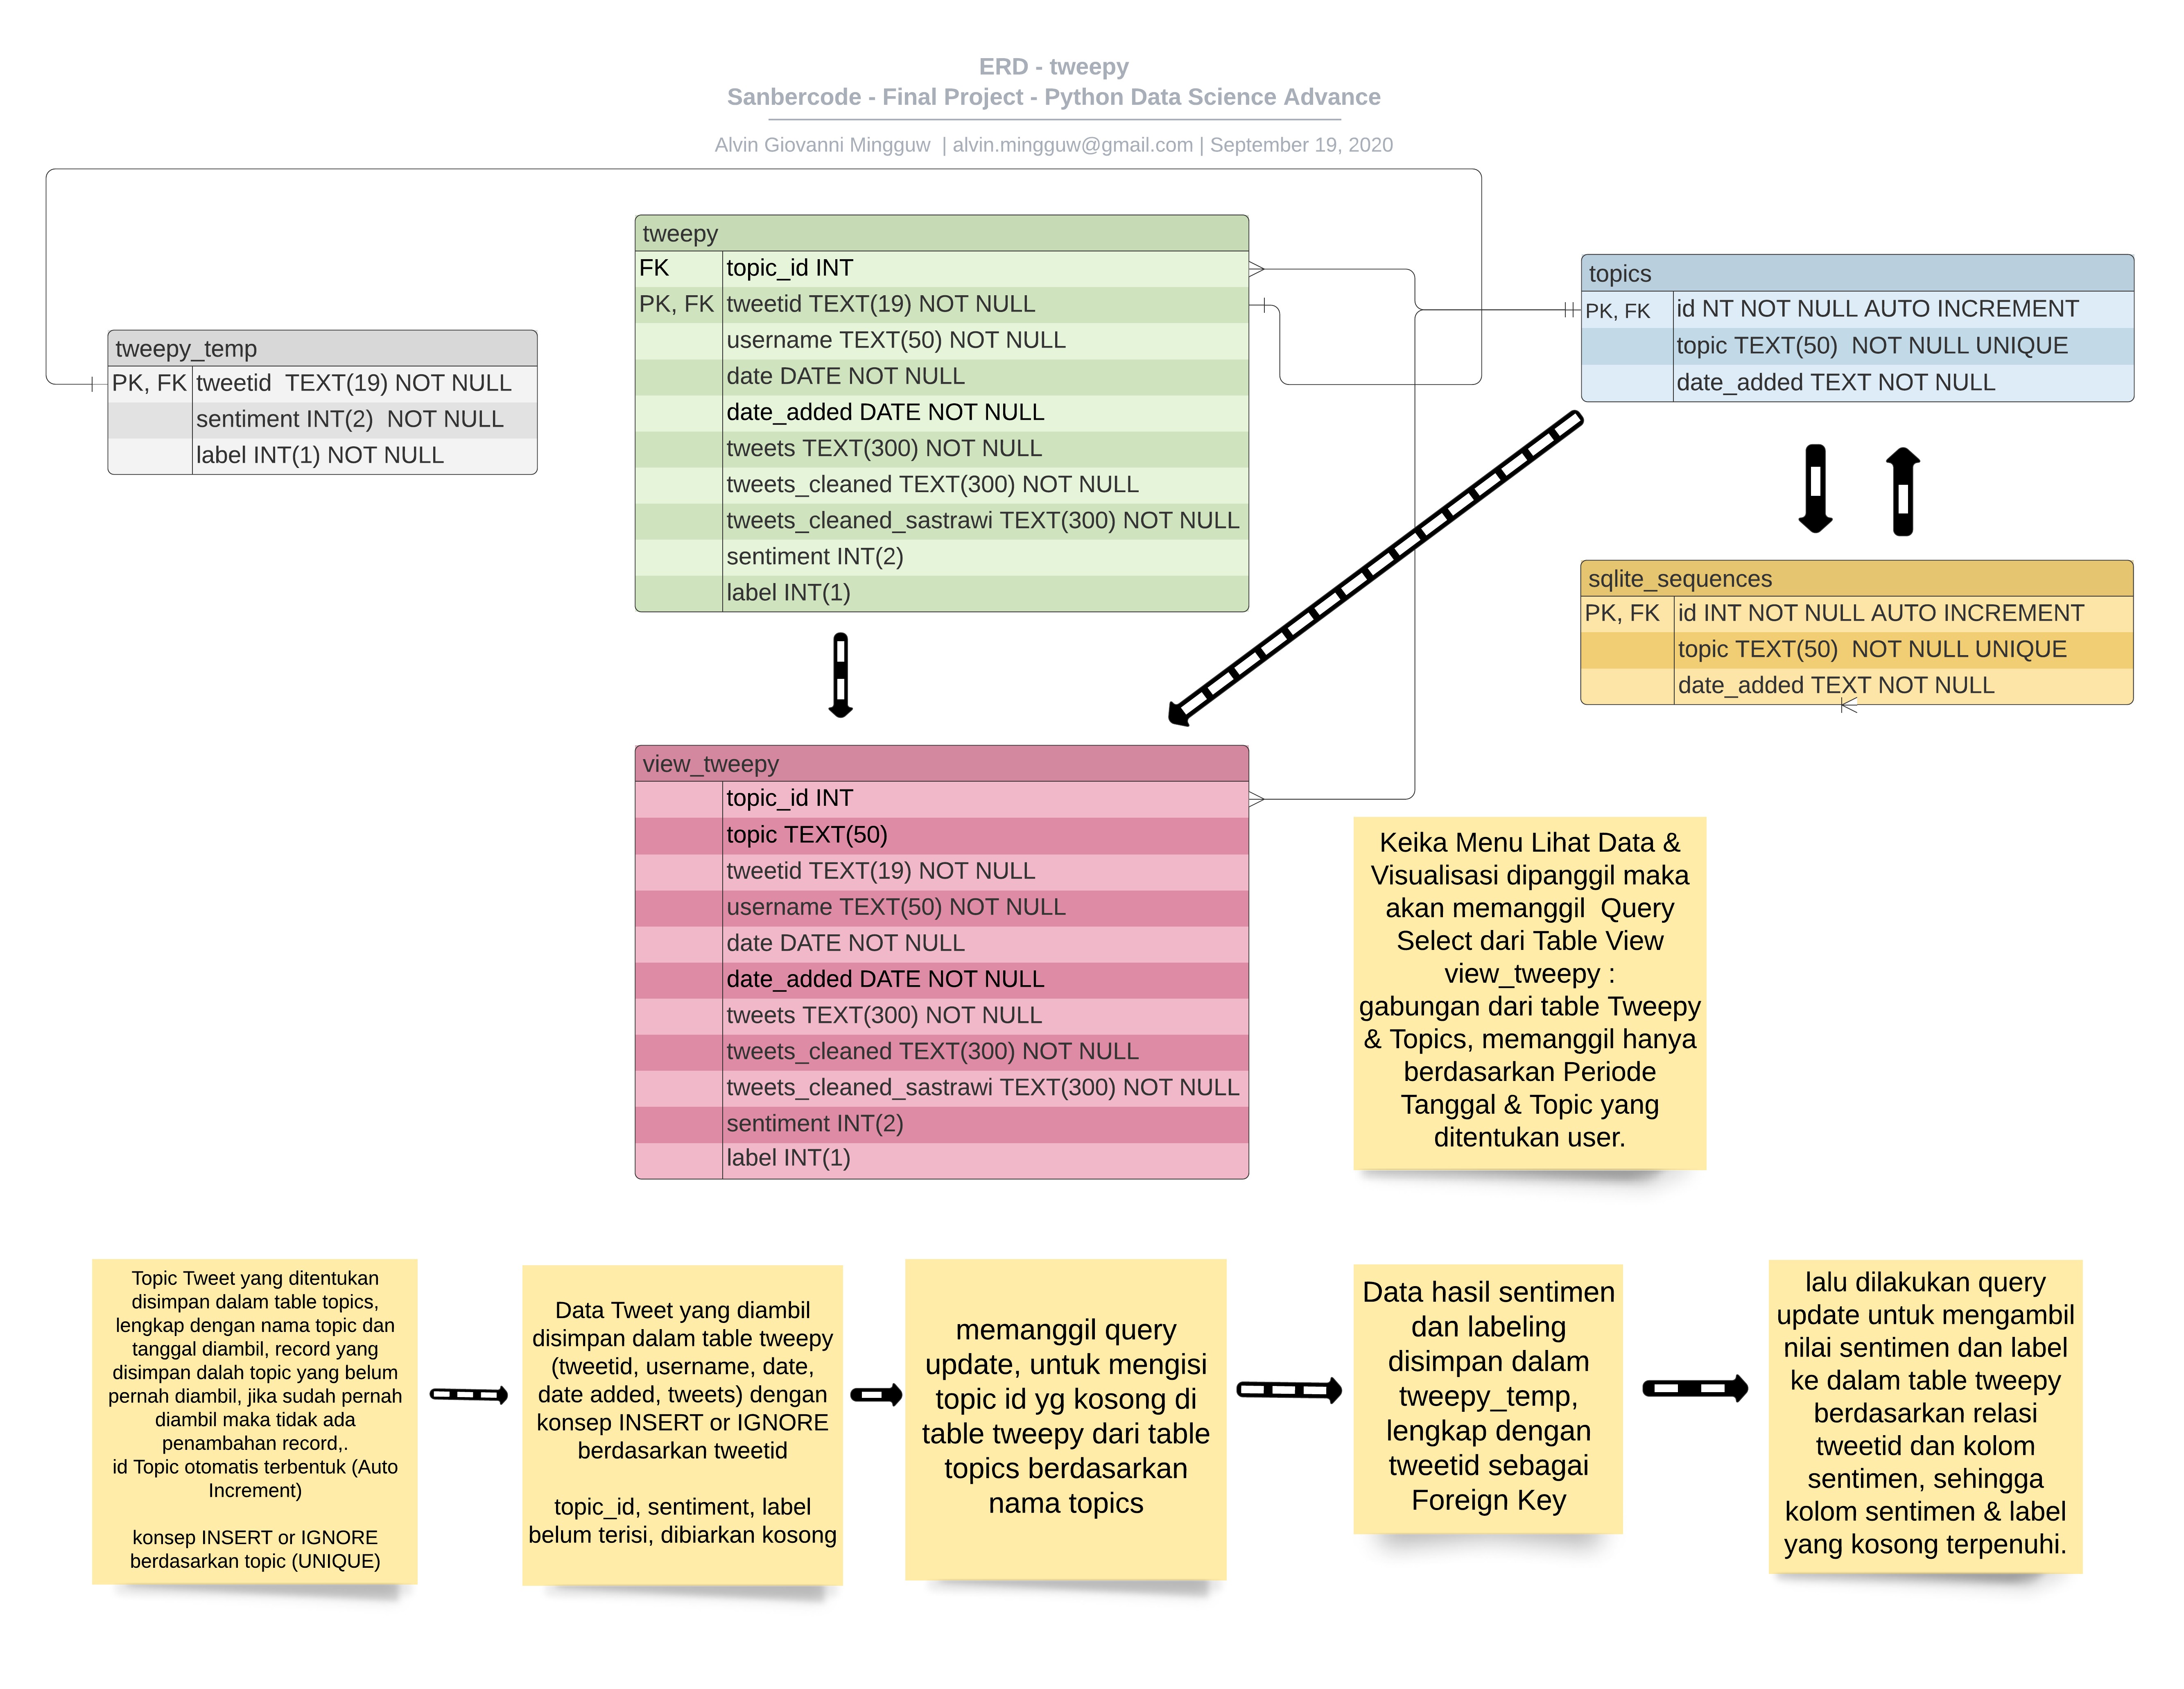 ERD - tweepy
Sanbercode - Final Project - Python Data Science Advance
Alvin Giovanni Mingguw | alvin.mingguw@gmail.com | September 19, 2020
tweepy_temp
PK, FK tweetid TEXT(19) NOT NULL
sentiment INT(2) NOT NULL
label INT(1) NOT NULL
tweepy
FK topic_id INT
PK, FK tweetid TEXT(19) NOT NULL
username TEXT(50) NOT NULL
date DATE NOT NULL
date_added DATE NOT NULL
tweets TEXT(300) NOT NULL
tweets_cleaned TEXT(300) NOT NULL
tweets_cleaned_sastrawi TEXT(300) NOT NULL
sentiment INT(2)
label INT(1)
topics
PK, FK id NT NOT NULL AUTO INCREMENT
topic TEXT(50) NOT NULL UNIQUE
date_added TEXT NOT NULL
sqlite_sequences
PK, FK id INT NOT NULL AUTO INCREMENT
topic TEXT(50) NOT NULL UNIQUE
date_added TEXT NOT NULL
view_tweepy
topic_id INT
topic TEXT(50)
tweetid TEXT(19) NOT NULL
username TEXT(50) NOT NULL
date DATE NOT NULL
date_added DATE NOT NULL
tweets TEXT(300) NOT NULL
tweets_cleaned TEXT(300) NOT NULL
tweets_cleaned_sastrawi TEXT(300) NOT NULL
sentiment INT(2)
label INT(1)
Keika Menu Lihat Data &
Visualisasi dipanggil maka
akan memanggil Query
Select dari Table View
view_tweepy :
gabungan dari table Tweepy
& Topics, memanggil hanya
berdasarkan Periode
Tanggal & Topic yang
ditentukan user.
Topic Tweet yang ditentukan
disimpan dalam table topics,
lengkap dengan nama topic dan
tanggal diambil, record yang
disimpan dalah topic yang belum
pernah diambil, jika sudah pernah
diambil maka tidak ada
penambahan record,.
id Topic otomatis terbentuk (Auto
Increment)
konsep INSERT or IGNORE
berdasarkan topic (UNIQUE)
Data Tweet yang diambil
disimpan dalam table tweepy
(tweetid, username, date,
date added, tweets) dengan
konsep INSERT or IGNORE
berdasarkan tweetid
topic_id, sentiment, label
belum terisi, dibiarkan kosong
memanggil query
update, untuk mengisi
topic id yg kosong di
table tweepy dari table
topics berdasarkan
nama topics
Data hasil sentimen
dan labeling
disimpan dalam
tweepy_temp,
lengkap dengan
tweetid sebagai
Foreign Key
lalu dilakukan query
update untuk mengambil
nilai sentimen dan label
ke dalam table tweepy
berdasarkan relasi
tweetid dan kolom
sentimen, sehingga
kolom sentimen & label
yang kosong terpenuhi.